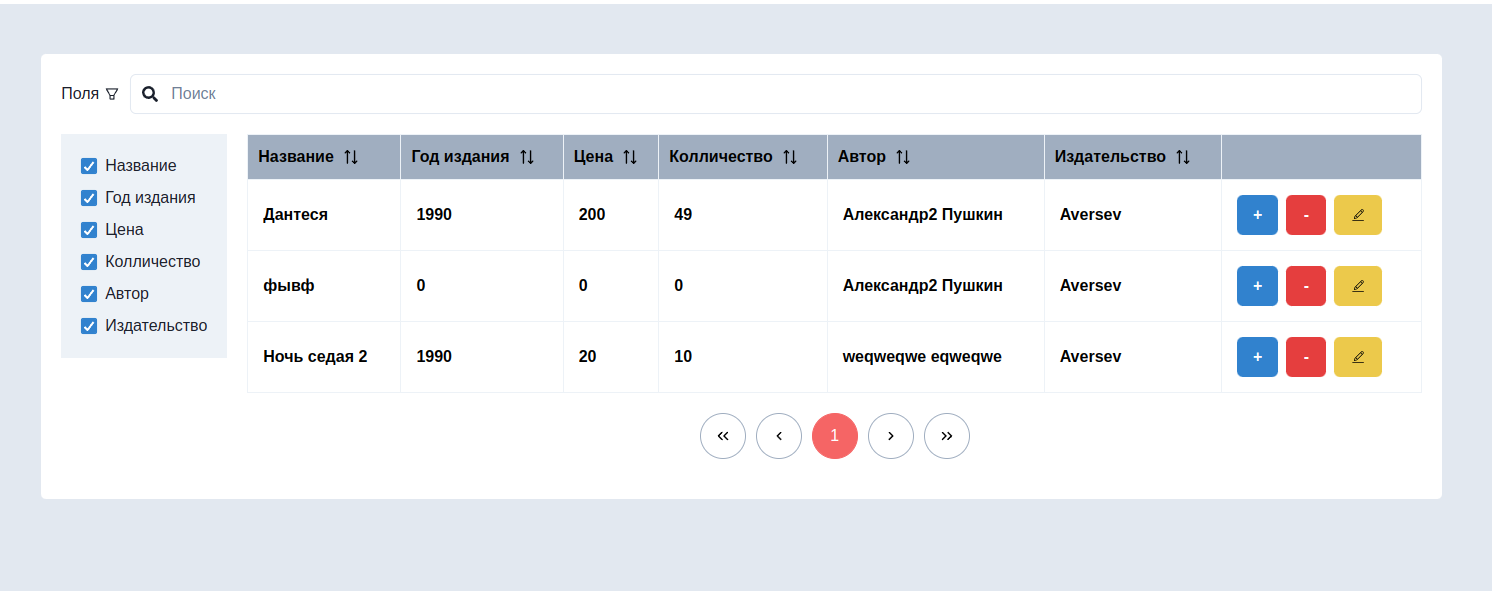 Поля
Поиск
Название
Год издания
Цена
Колличество
Автор
Издательство
Название Год издания Цена Колличество Автор Издательство
Дантеся 1990 200 49 Александр2 Пушкин Aversev + -
фывф 0 0 0 Александр2 Пушкин Aversev + -
Ночь седая 2 1990 20 10 weqweqwe eqweqwe Aversev + -
« ‹ 1 › »